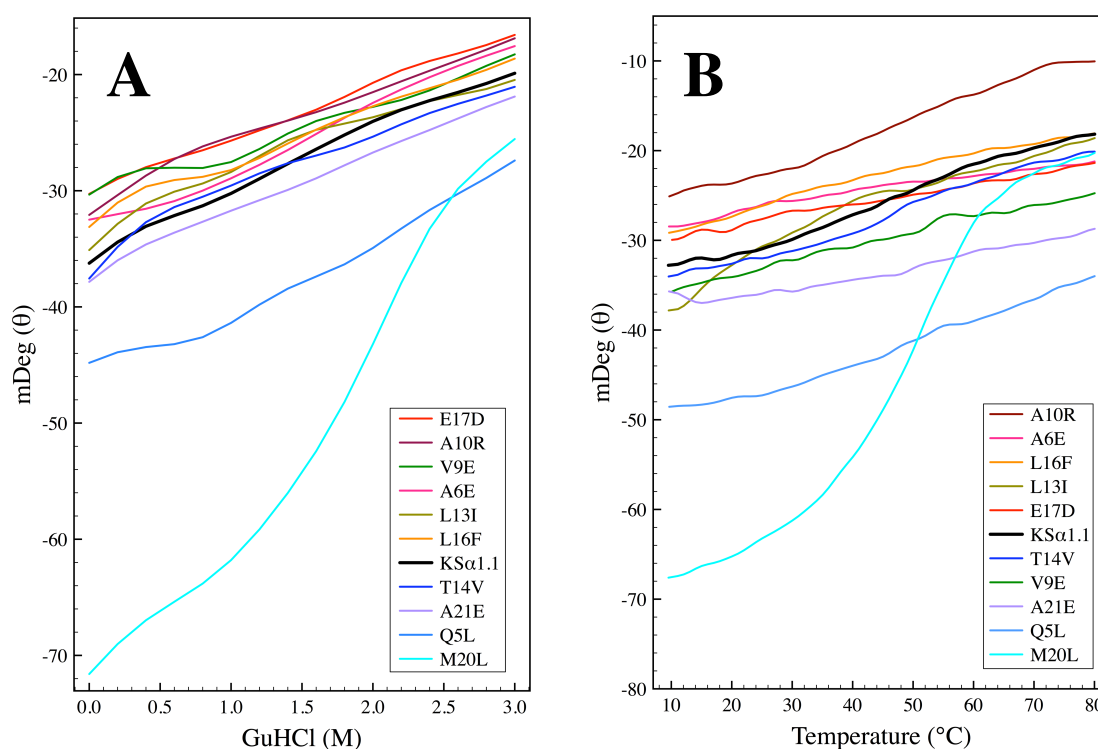 A
-20
-30
-40
-50
-60
-70
mDeg (θ)
E17D
A10R
V9E
A6E
L13I
L16F
KSα1.1
T14V
A21E
Q5L
M20L
0.0 0.5 1.0 1.5 2.0 2.5 3.0
GuHCl (M)
B
-10
-20
-30
-40
-50
-60
-70
-80
mDeg (θ)
A10R
A6E
L16F
L13I
E17D
KSα1.1
T14V
V9E
A21E
Q5L
M20L
10 20 30 40 50 60 70 80
Temperature (°C)